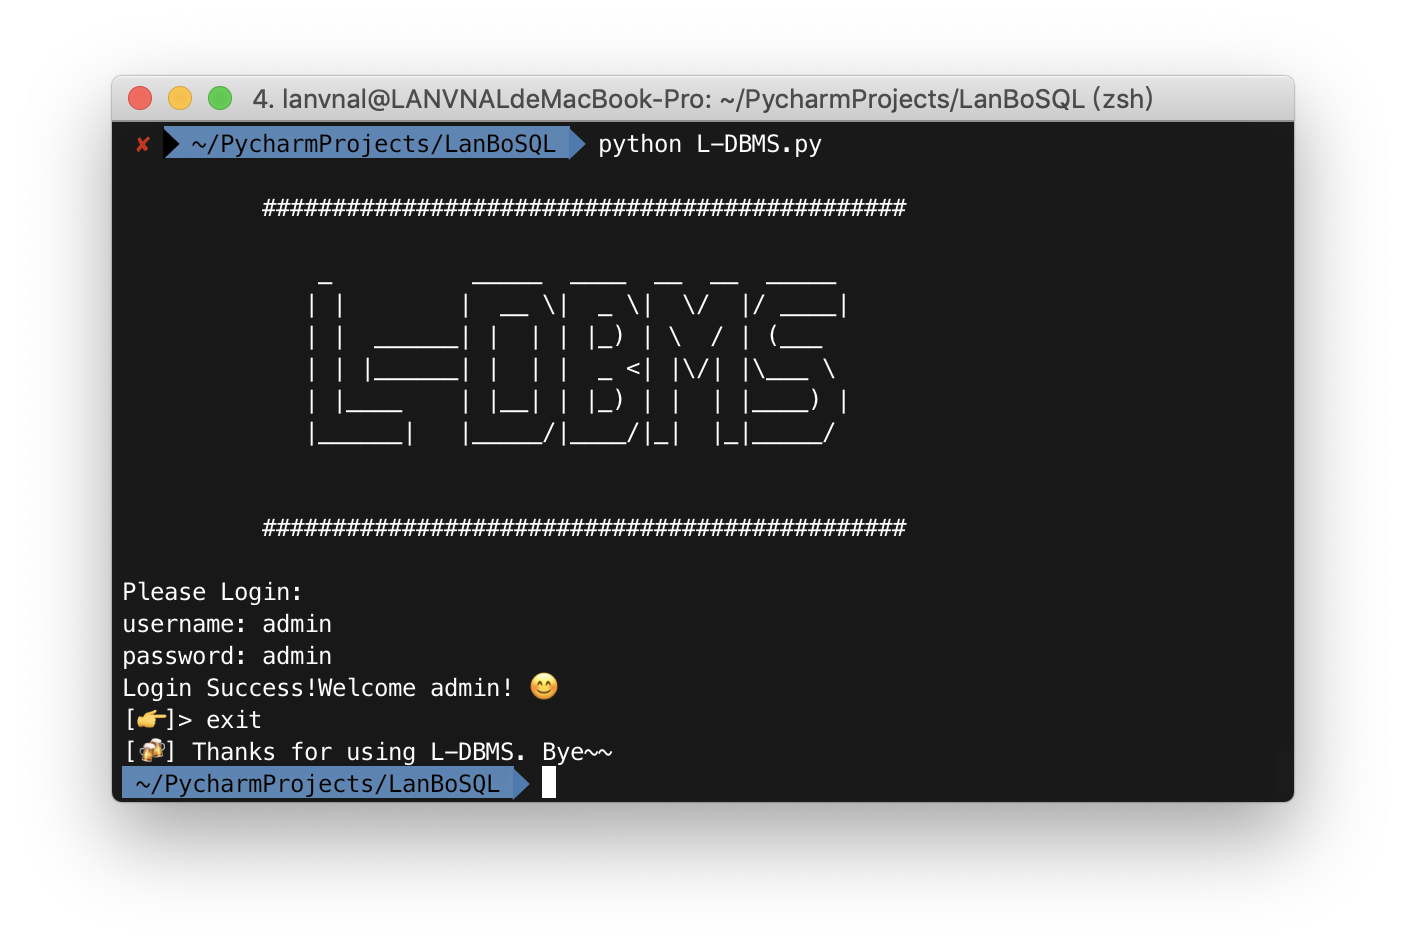 4. lanvnal@LANVNALdeMacBook-Pro: ~/PycharmProjects/LanBoSQL (zsh)
✘ ~/PycharmProjects/LanBoSQL python L-DBMS.py
##############################################
L-DBMS
##############################################
Please Login:
username: admin
password: admin
Login Success!Welcome admin! 😊
[👉]> exit
[🍻] Thanks for using L-DBMS. Bye~~
~/PycharmProjects/LanBoSQL